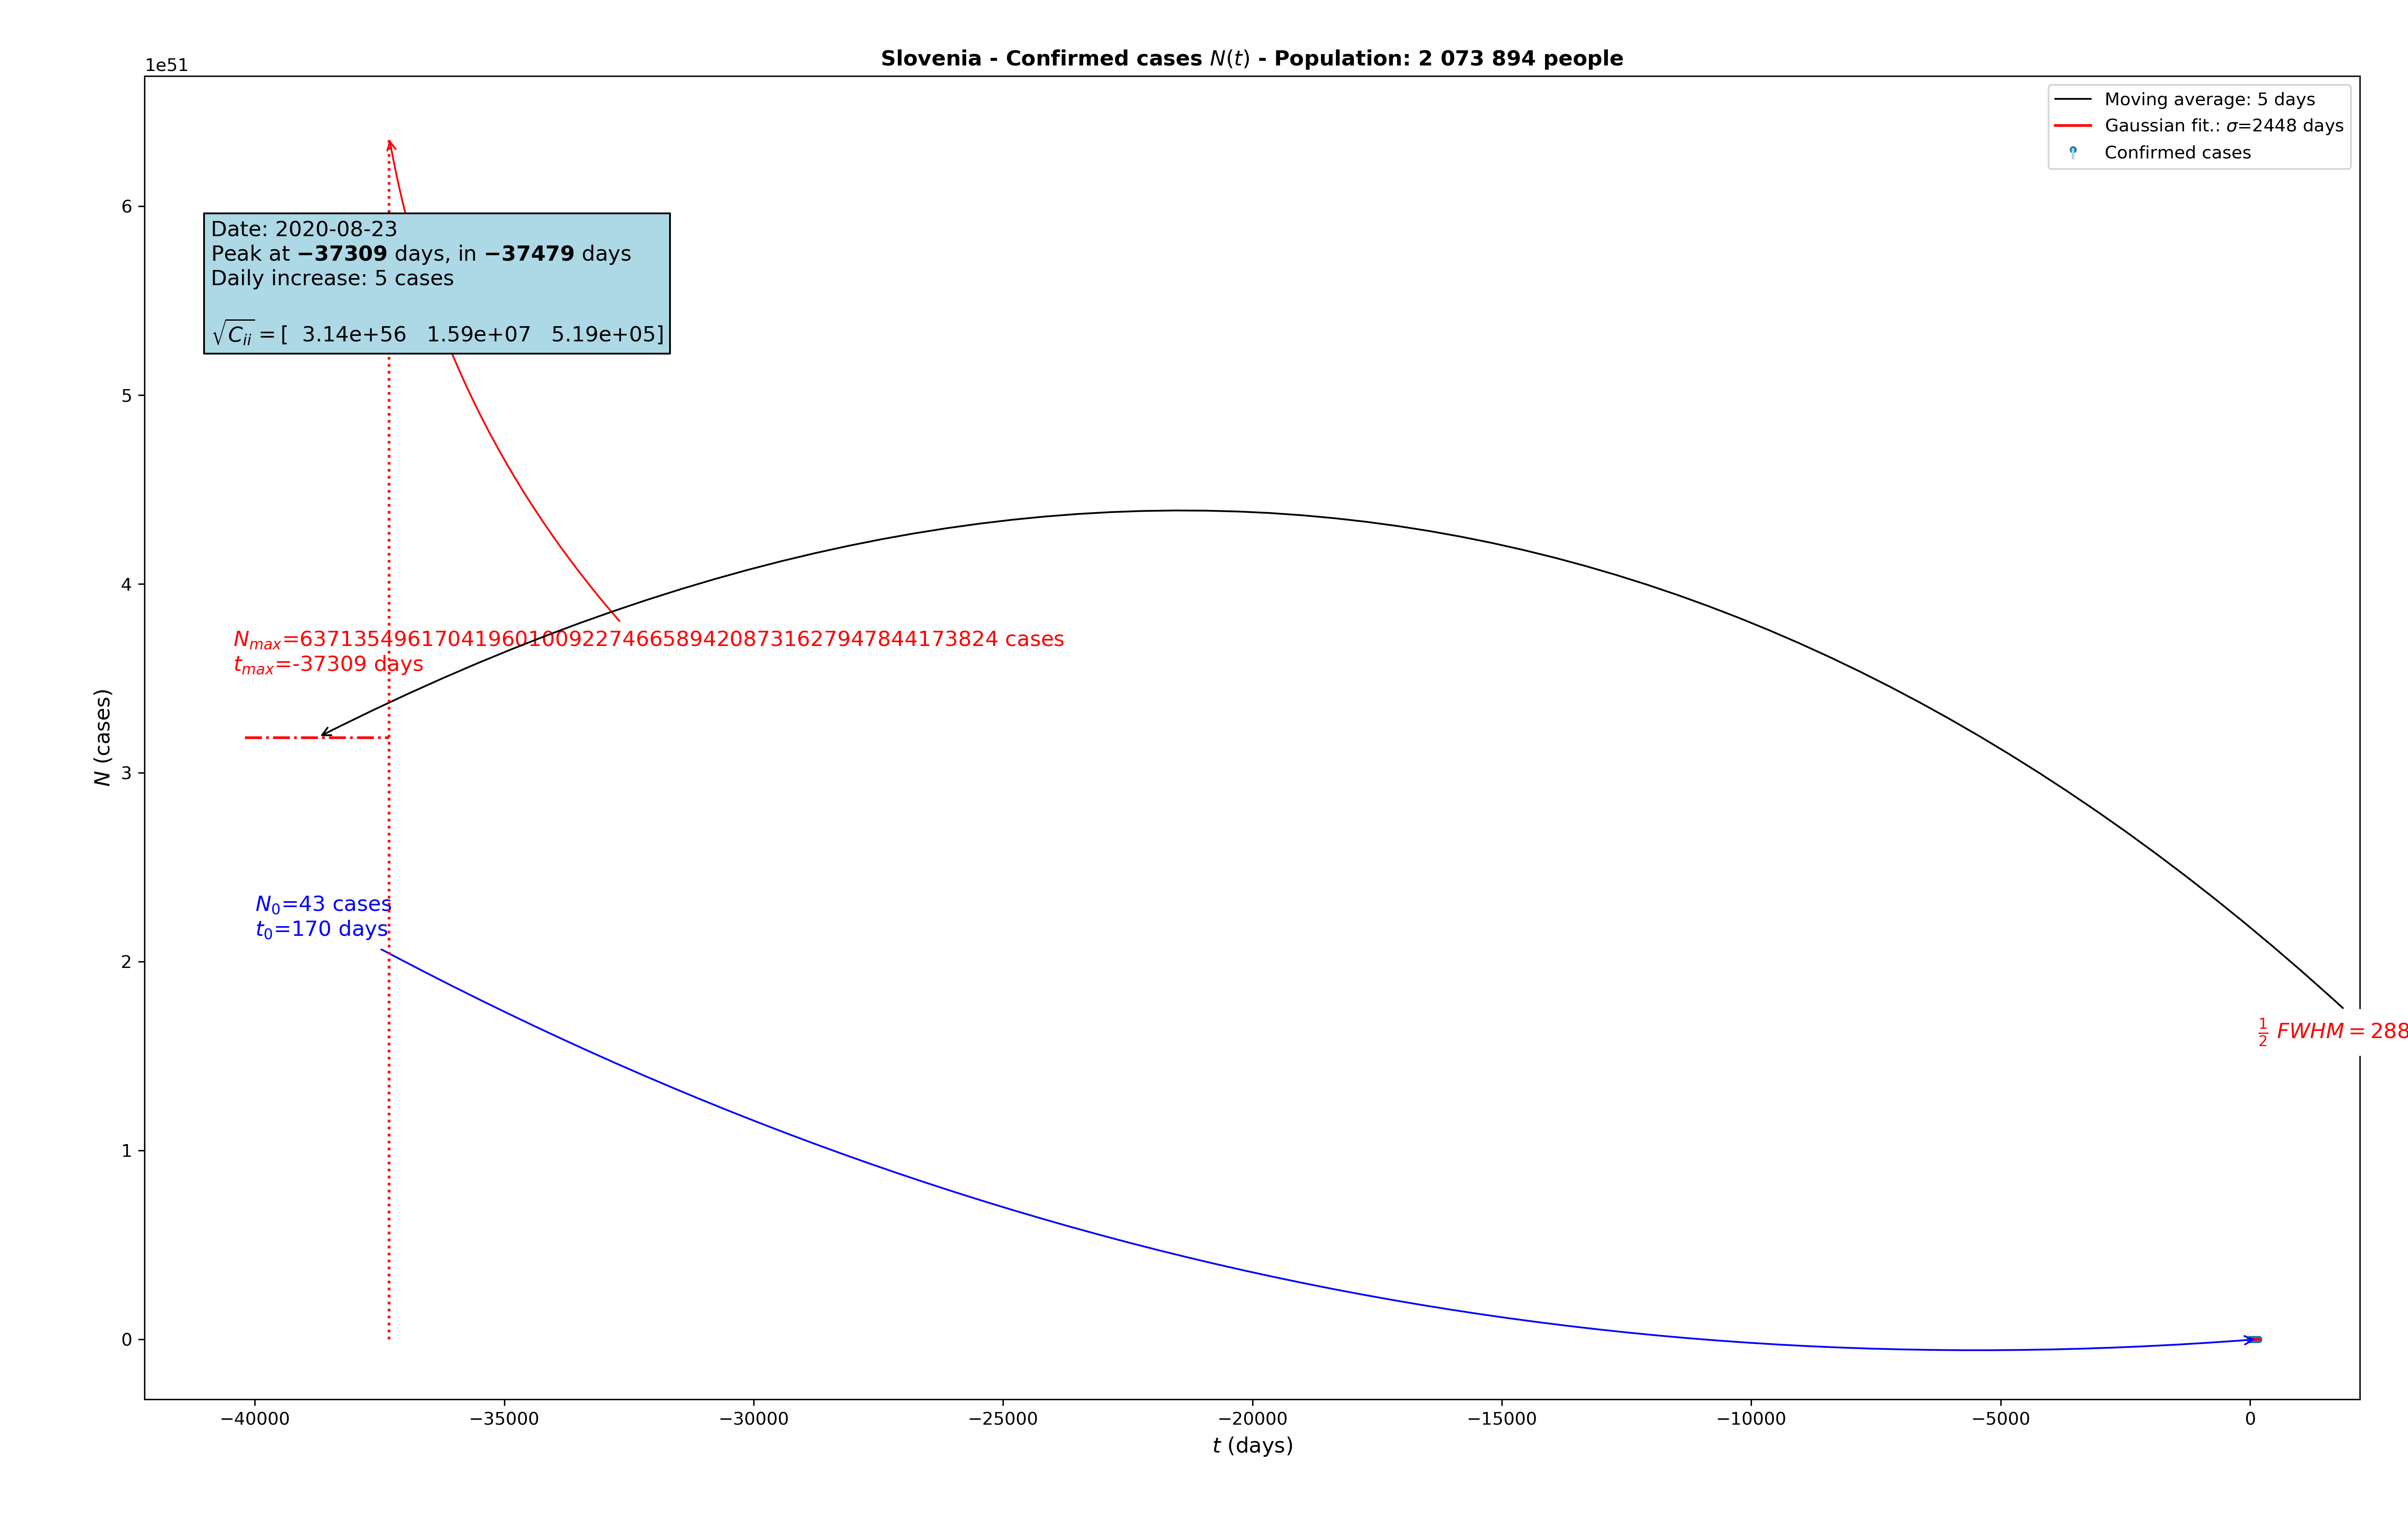 Slovenia - Confirmed cases N(t) - Population: 2 073 894 people
1e51
Moving average: 5 days
Gaussian fit.: σ=2448 days
Confirmed cases
Date: 2020-08-23
Peak at −37309 days, in −37479 days
Daily increase: 5 cases
√Cii = [ 3.14e+56 1.59e+07 5.19e+05]
Nmax=6371354961704196010092274665894208731627947844173824 cases
tmax=-37309 days
N0=43 cases
t0=170 days
1/2 FWHM = 288
N (cases)
6
5
4
3
2
1
0
−40000 −35000 −30000 −25000 −20000 −15000 −10000 −5000 0
t (days)